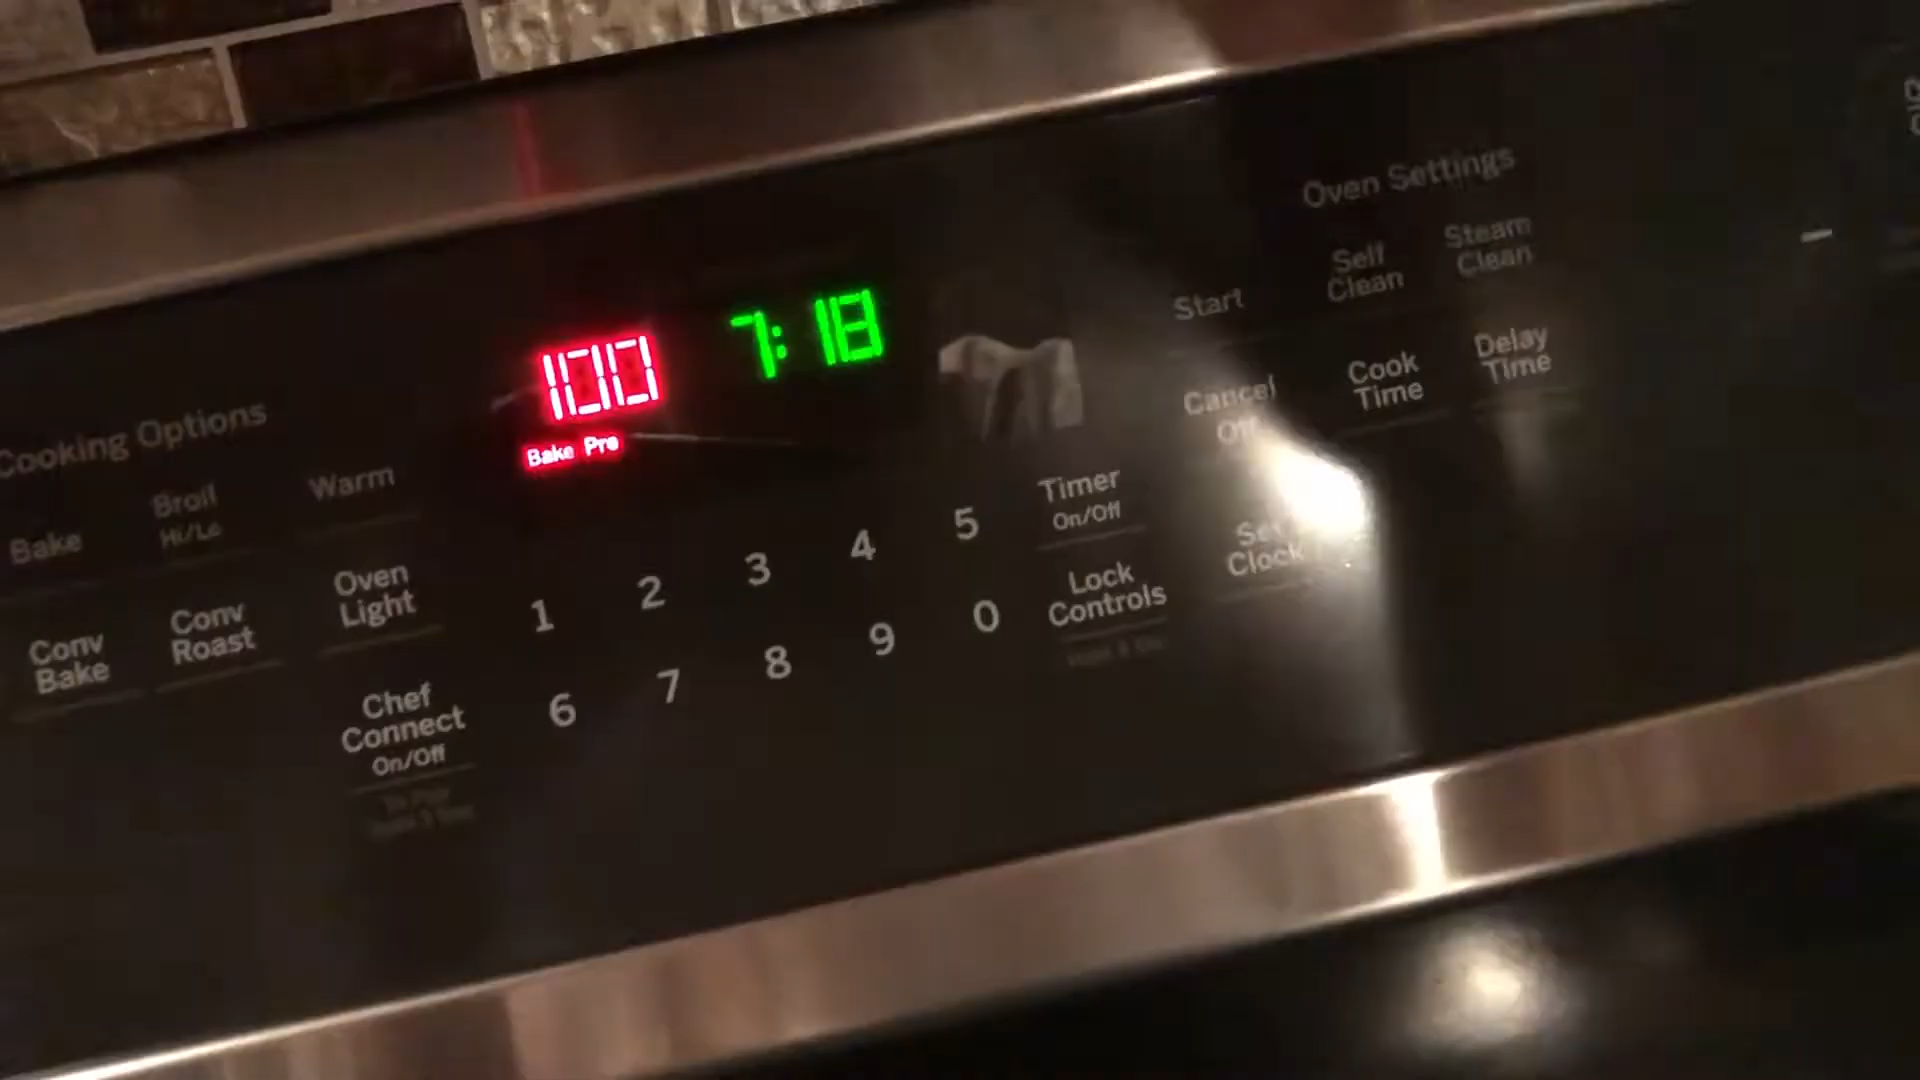 Oven Settings
Self
Clean
Steam
Clean
Start
100
7:18
Cook
Time
Delay
Time
Cancel
Off
Bake Pre
Cooking Options
Bake
Broil
Hi/Lo
Warm
1 2 3 4 5
Timer
On/Off
Set
Clock
Conv
Bake
Conv
Roast
Oven
Light
6 7 8 9 0
Lock
Controls
Chef
Connect
On/Off